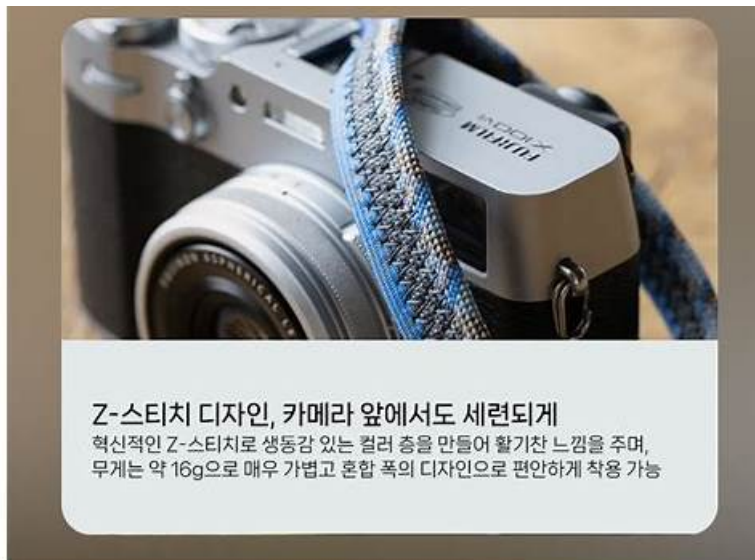 FUJIFILM
X100VI
FUJINON ASPHERICAL LE
Z-스티치 디자인, 카메라 앞에서도 세련되게
혁신적인 Z-스티치로 생동감 있는 컬러 층을 만들어 활기찬 느낌을 주며,
무게는 약 16g으로 매우 가볍고 혼합 폭의 디자인으로 편안하게 착용 가능